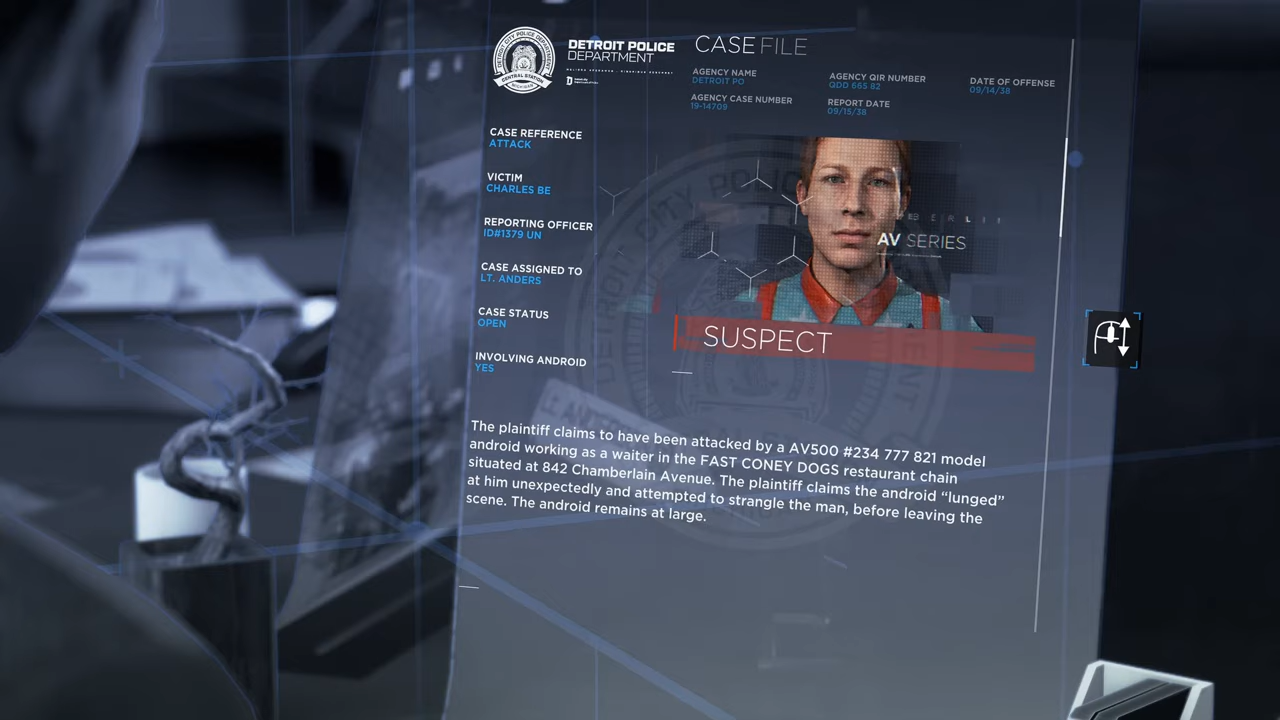 DETROIT POLICE
DEPARTMENT
CENTRAL STATION
CASE FILE
AGENCY NAME
DETROIT PD
AGENCY QIR NUMBER
QDD 665 82
DATE OF OFFENSE
09/14/38
AGENCY CASE NUMBER
19-14709
REPORT DATE
09/15/38
CASE REFERENCE
ATTACK
VICTIM
CHARLES BE
REPORTING OFFICER
ID#1379 UN
CASE ASSIGNED TO
LT. ANDERS
CASE STATUS
OPEN
INVOLVING ANDROID
YES
AV SERIES
SUSPECT
The plaintiff claims to have been attacked by a AV500 #234 777 821 model
android working as a waiter in the FAST CONEY DOGS restaurant chain
situated at 842 Chamberlain Avenue. The plaintiff claims the android “lunged”
at him unexpectedly and attempted to strangle the man, before leaving the
scene. The android remains at large.